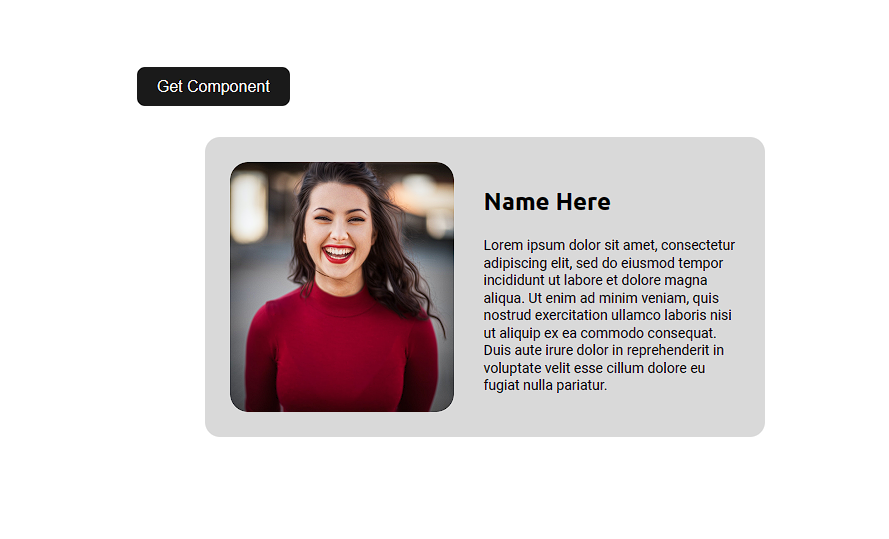 Get Component
Name Here
Lorem ipsum dolor sit amet, consectetur
adipiscing elit, sed do eiusmod tempor
incididunt ut labore et dolore magna
aliqua. Ut enim ad minim veniam, quis
nostrud exercitation ullamco laboris nisi
ut aliquip ex ea commodo consequat.
Duis aute irure dolor in reprehenderit in
voluptate velit esse cillum dolore eu
fugiat nulla pariatur.